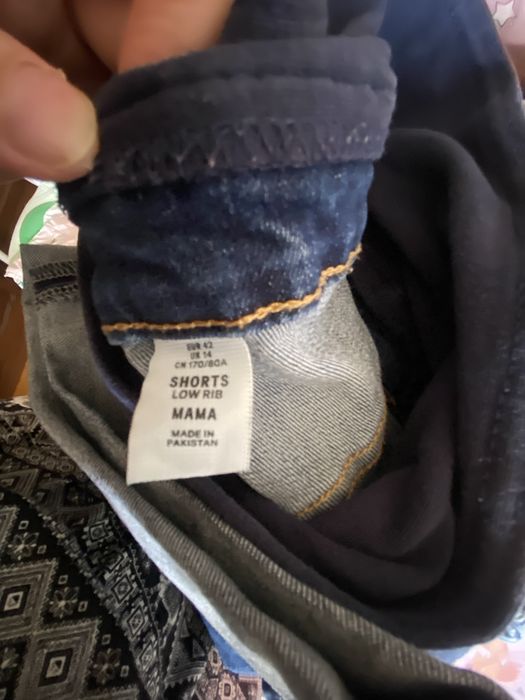 EUR 42
UK 14
CN 170/80A
SHORTS
LOW RIB
MAMA
MADE IN
PAKISTAN